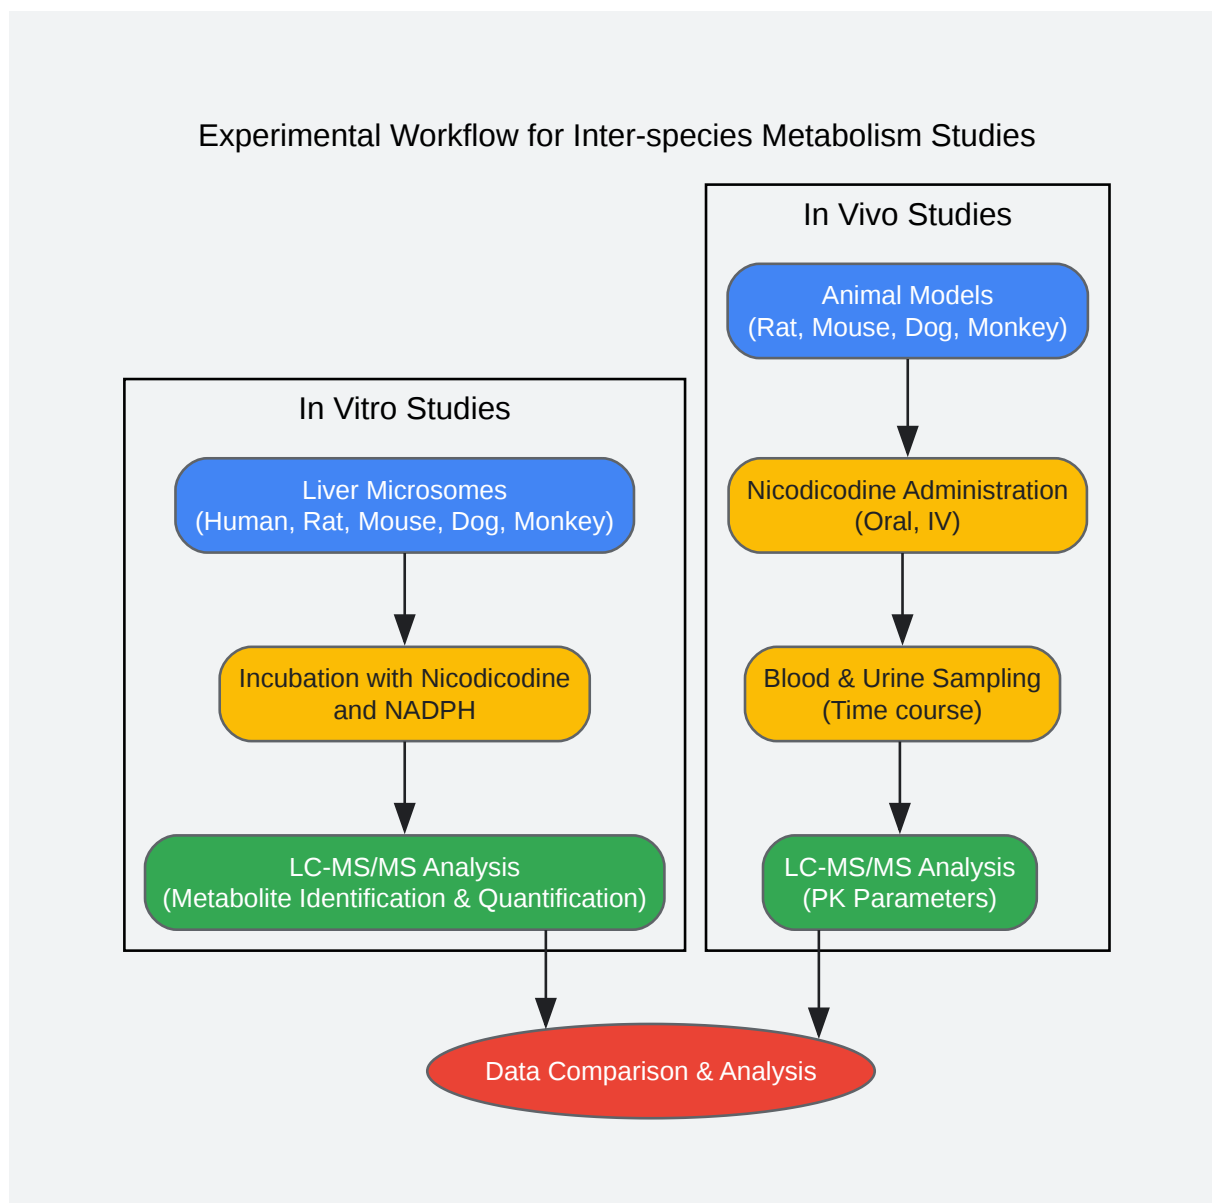 Experimental Workflow for Inter-species Metabolism Studies
In Vitro Studies
Liver Microsomes
(Human, Rat, Mouse, Dog, Monkey)
Incubation with Nicodicodine
and NADPH
LC-MS/MS Analysis
(Metabolite Identification & Quantification)
In Vivo Studies
Animal Models
(Rat, Mouse, Dog, Monkey)
Nicodicodine Administration
(Oral, IV)
Blood & Urine Sampling
(Time course)
LC-MS/MS Analysis
(PK Parameters)
Data Comparison & Analysis